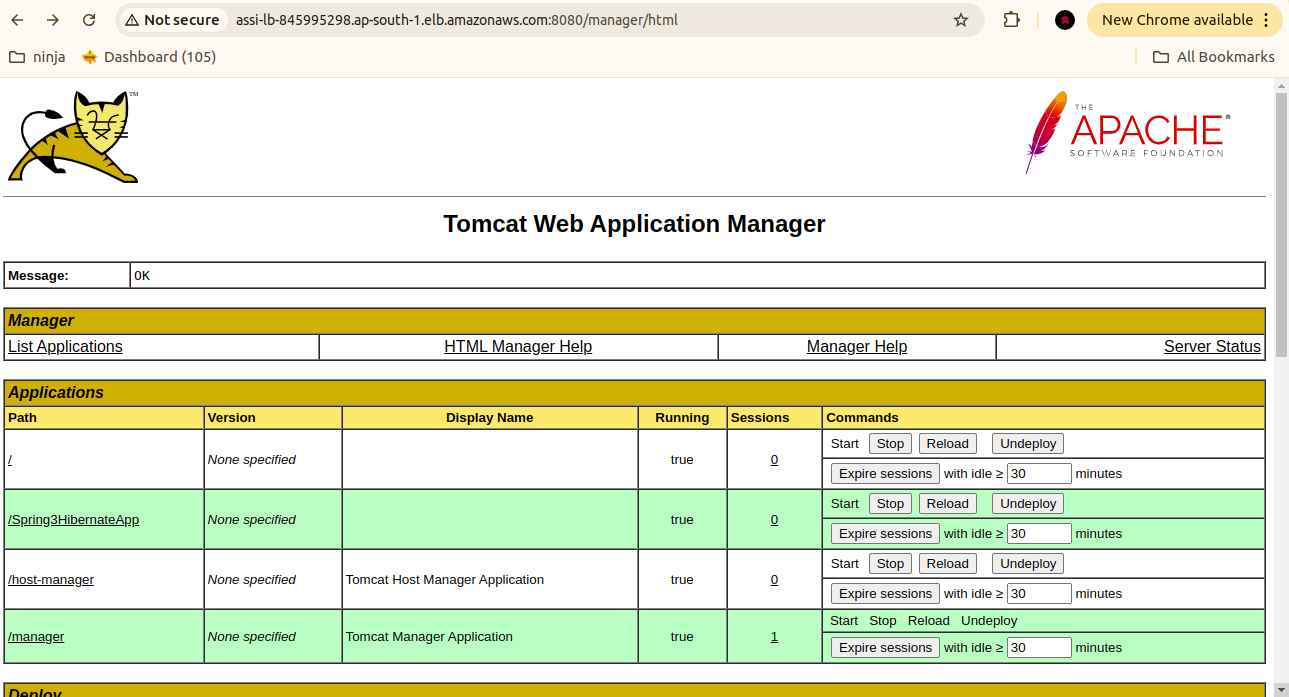 Not secure assi-lb-845995298.ap-south-1.elb.amazonaws.com:8080/manager/html New Chrome available
ninja Dashboard (105) All Bookmarks
TM
THE
APACHE®
SOFTWARE FOUNDATION
Tomcat Web Application Manager
Message: OK
Manager
List Applications HTML Manager Help Manager Help Server Status
Applications
Path Version Display Name Running Sessions Commands
/ None specified true 0 Start Stop Reload Undeploy
Expire sessions with idle ≥ 30 minutes
/Spring3HibernateApp None specified true 0 Start Stop Reload Undeploy
Expire sessions with idle ≥ 30 minutes
/host-manager None specified Tomcat Host Manager Application true 0 Start Stop Reload Undeploy
Expire sessions with idle ≥ 30 minutes
/manager None specified Tomcat Manager Application true 1 Start Stop Reload Undeploy
Expire sessions with idle ≥ 30 minutes
Deploy